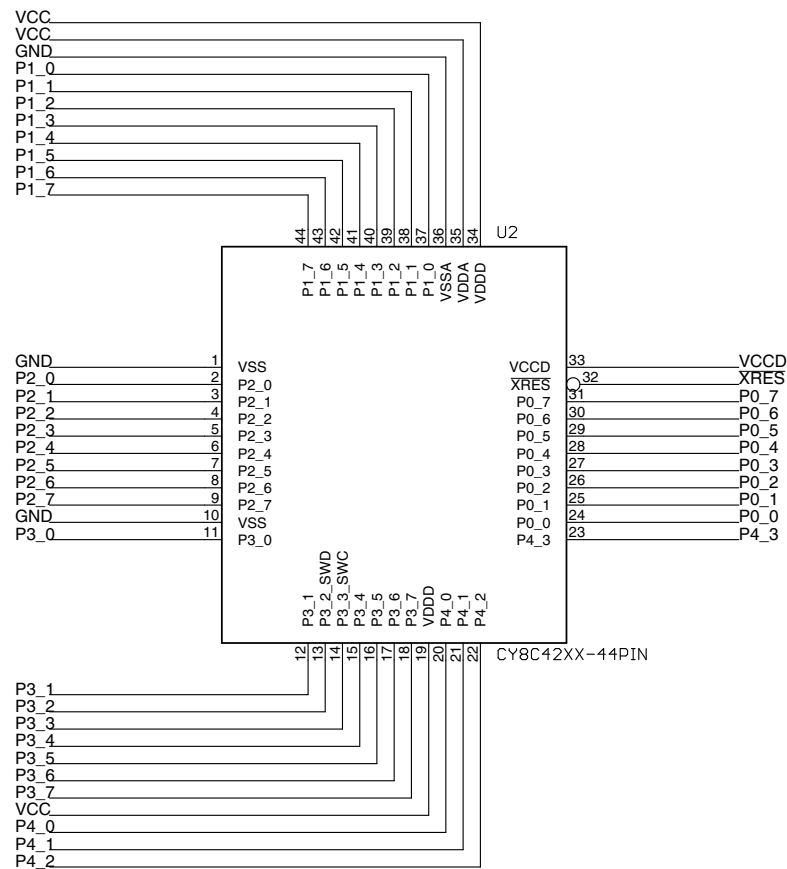 VCC
VCC
GND
P1_0
P1_1
P1_2
P1_3
P1_4
P1_5
P1_6
P1_7
44 43 42 41 40 39 38 37 36 35 34
U2
P1_7 P1_6 P1_5 P1_4 P1_3 P1_2 P1_1 P1_0 VSSA VDDA VDDD
GND 1 VSS VCCD 33 VCCD
P2_0 2 P2_0 XRES 32 XRES
P2_1 3 P2_1 P0_7 31 P0_7
P2_2 4 P2_2 P0_6 30 P0_6
P2_3 5 P2_3 P0_5 29 P0_5
P2_4 6 P2_4 P0_4 28 P0_4
P2_5 7 P2_5 P0_3 27 P0_3
P2_6 8 P2_6 P0_2 26 P0_2
P2_7 9 P2_7 P0_1 25 P0_1
GND 10 VSS P0_0 24 P0_0
P3_0 11 P3_0 P4_3 23 P4_3
P3_1 P3_2_SWD P3_3_SWC P3_4 P3_5 P3_6 P3_7 VDDD P4_0 P4_1 P4_2
12 13 14 15 16 17 18 19 20 21 22
CY8C42XX-44PIN
P3_1
P3_2
P3_3
P3_4
P3_5
P3_6
P3_7
VCC
P4_0
P4_1
P4_2